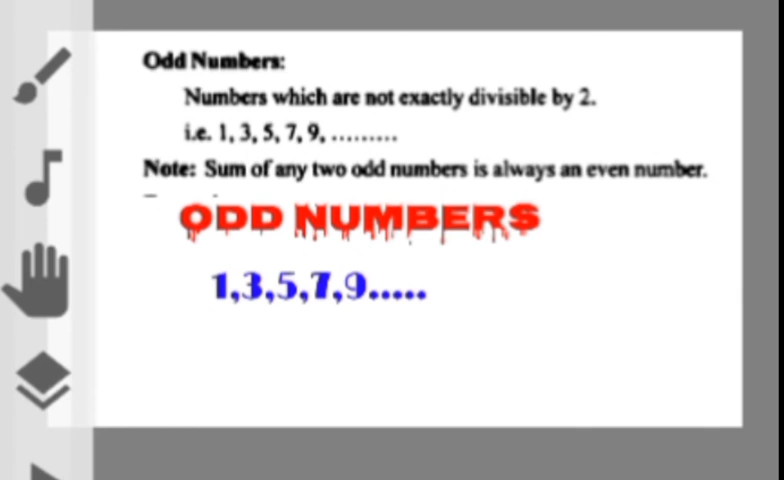 Odd Numbers:
Numbers which are not exactly divisible by 2.
i.e. 1, 3, 5, 7, 9, .........
Note: Sum of any two odd numbers is always an even number.
ODD NUMBERS
1,3,5,7,9.....